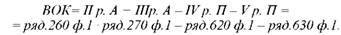 ВОК= II р. А – IIIр. А – IV р. П – V р. П =
= ряд.260 ф.1 · ряд.270 ф.1 – ряд.620 ф.1 – ряд.630 ф.1.